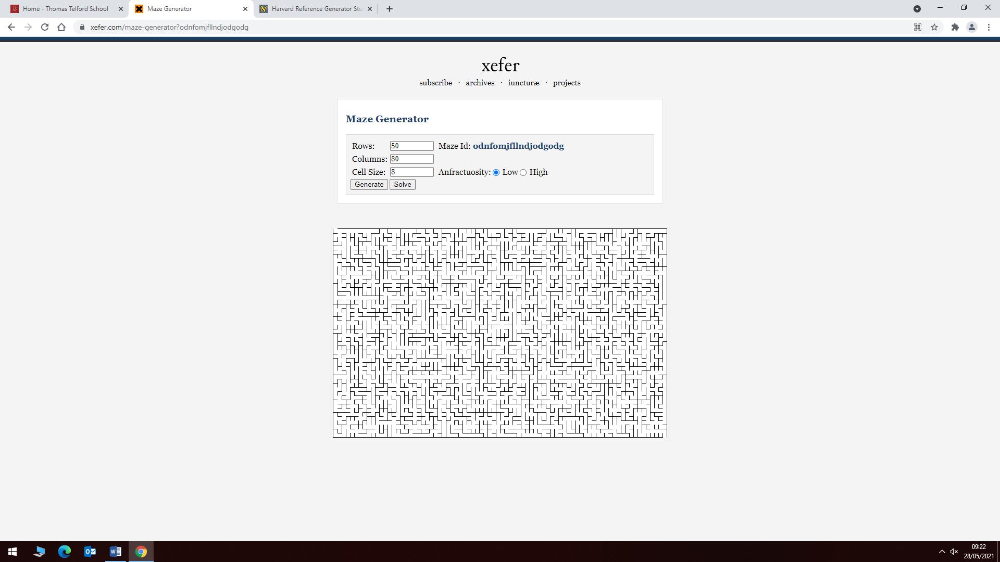 Home - Thomas Telford School
Maze Generator
Harvard Reference Generator Stu
xefer.com/maze-generator?odnfomjfllndjodgodg
xefer
subscribe · archives · iuncturæ · projects
Maze Generator
Rows: 50 Maze Id: odnfomjfllndjodgodg
Columns: 80
Cell Size: 8 Anfractuosity: Low High
Generate Solve
09:22
28/05/2021